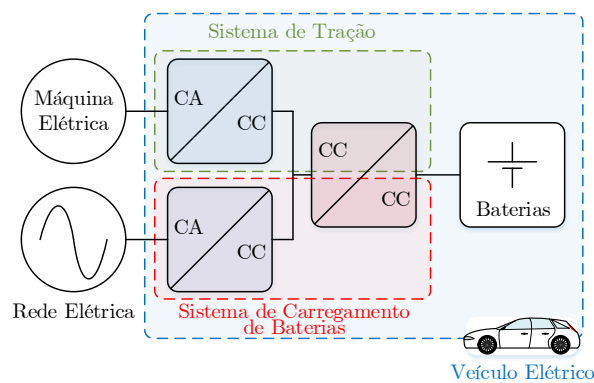 Sistema de Tração
Máquina
Elétrica
CA
CC
CC
CC
Baterias
CA
CC
Rede Elétrica
Sistema de Carregamento
de Baterias
Veículo Elétrico